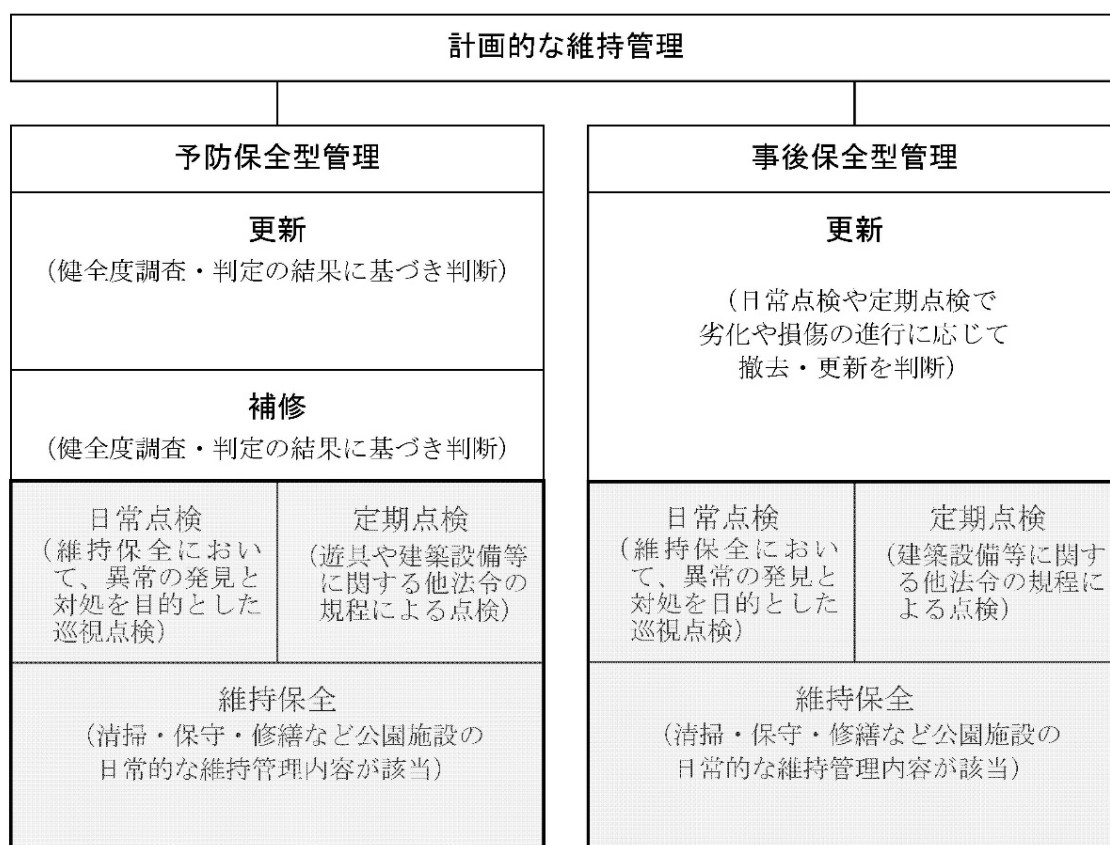 計画的な維持管理
予防保全型管理
更新
(健全度調査・判定の結果に基づき判断)
補修
(健全度調査・判定の結果に基づき判断)
日常点検
(維持保全におい
て、異常の発見と
対処を目的とした
巡視点検)
定期点検
(遊具や建築設備等
に関する他法令の
規程による点検)
維持保全
(清掃・保守・修繕など公園施設の
日常的な維持管理内容が該当)
事後保全型管理
更新
(日常点検や定期点検で
劣化や損傷の進行に応じて
撤去・更新を判断)
日常点検
(維持保全におい
て、異常の発見と
対処を目的とした
巡視点検)
定期点検
(建築設備等に関す
る他法令の規程に
よる点検)
維持保全
(清掃・保守・修繕など公園施設の
日常的な維持管理内容が該当)